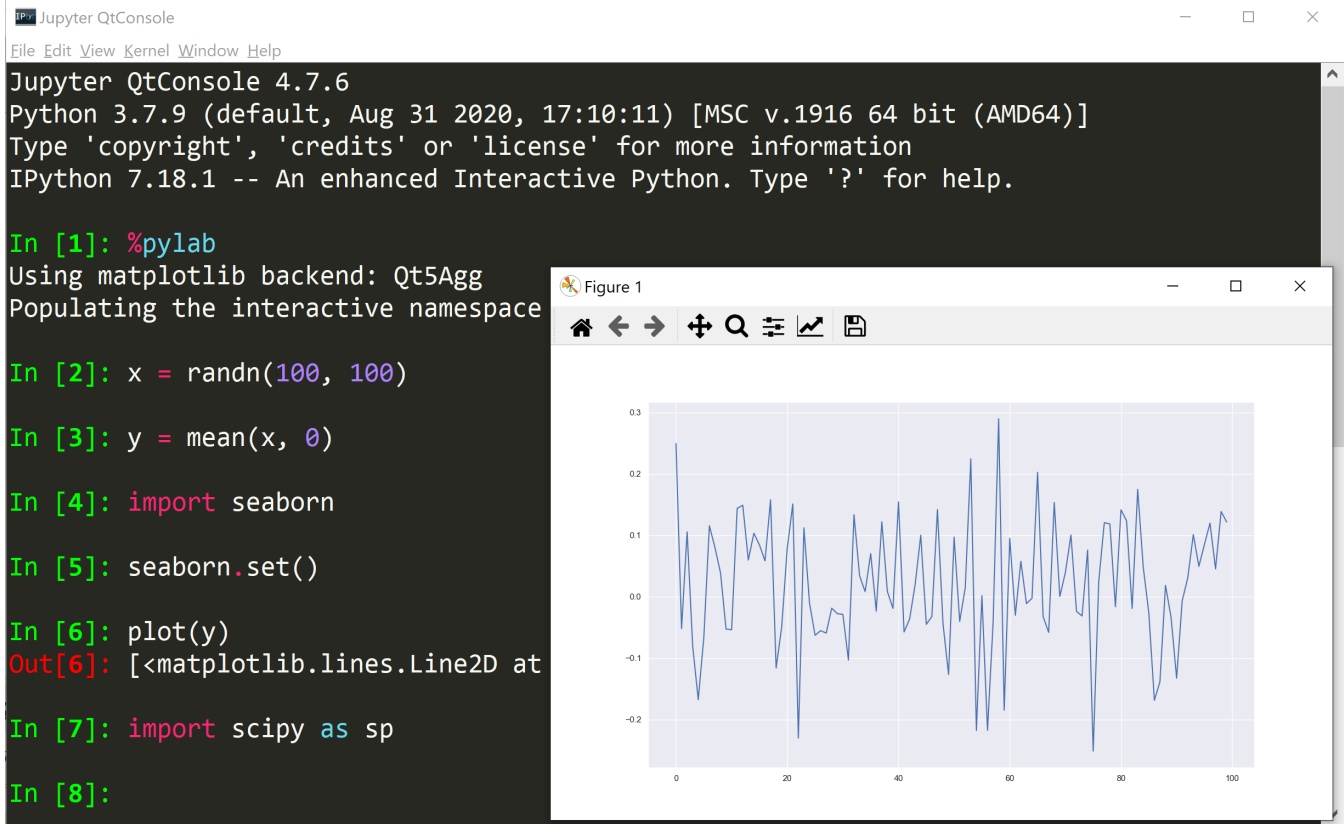 IP[y]: Jupyter QtConsole
File Edit View Kernel Window Help
Jupyter QtConsole 4.7.6
Python 3.7.9 (default, Aug 31 2020, 17:10:11) [MSC v.1916 64 bit (AMD64)]
Type 'copyright', 'credits' or 'license' for more information
IPython 7.18.1 -- An enhanced Interactive Python. Type '?' for help.
In [1]: %pylab
Using matplotlib backend: Qt5Agg
Populating the interactive namespace
In [2]: x = randn(100, 100)
In [3]: y = mean(x, 0)
In [4]: import seaborn
In [5]: seaborn.set()
In [6]: plot(y)
Out[6]: [<matplotlib.lines.Line2D at
In [7]: import scipy as sp
In [8]:
Figure 1
0.3
0.2
0.1
0.0
−0.1
−0.2
0 20 40 60 80 100